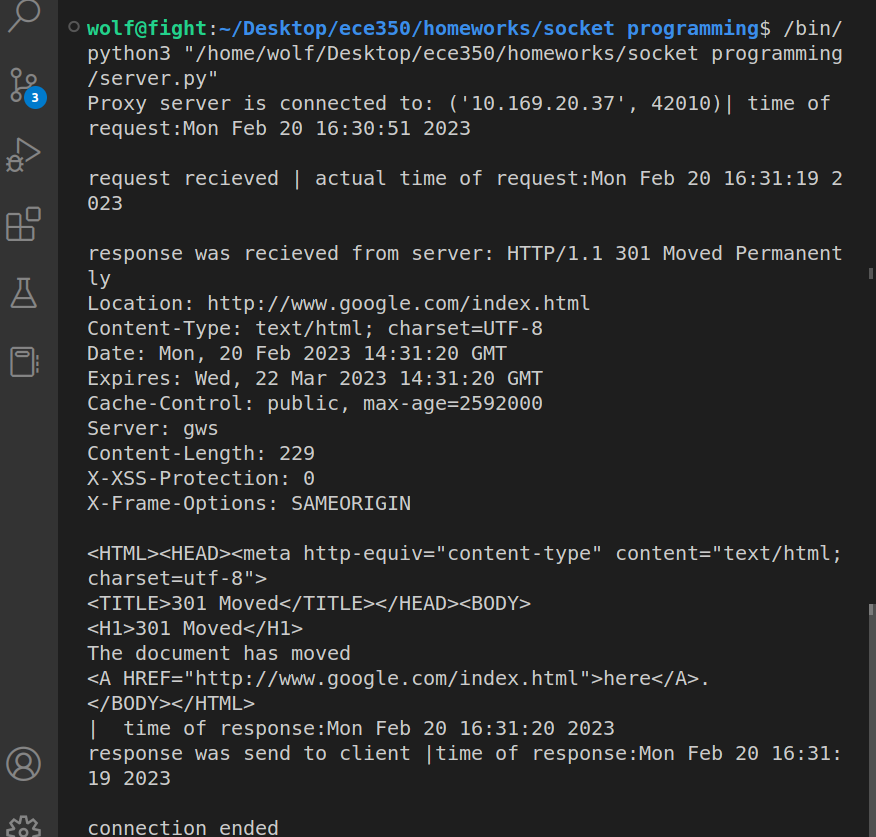 3
wolf@fight:~/Desktop/ece350/homeworks/socket programming$ /bin/
python3 "/home/wolf/Desktop/ece350/homeworks/socket programming
/server.py"
Proxy server is connected to: ('10.169.20.37', 42010)| time of
request:Mon Feb 20 16:30:51 2023
request recieved | actual time of request:Mon Feb 20 16:31:19 2
023
response was recieved from server: HTTP/1.1 301 Moved Permanent
ly
Location: http://www.google.com/index.html
Content-Type: text/html; charset=UTF-8
Date: Mon, 20 Feb 2023 14:31:20 GMT
Expires: Wed, 22 Mar 2023 14:31:20 GMT
Cache-Control: public, max-age=2592000
Server: gws
Content-Length: 229
X-XSS-Protection: 0
X-Frame-Options: SAMEORIGIN
<HTML><HEAD><meta http-equiv="content-type" content="text/html;
charset=utf-8">
<TITLE>301 Moved</TITLE></HEAD><BODY>
<H1>301 Moved</H1>
The document has moved
<A HREF="http://www.google.com/index.html">here</A>.
</BODY></HTML>
|  time of response:Mon Feb 20 16:31:20 2023
response was send to client |time of response:Mon Feb 20 16:31:
19 2023
connection ended